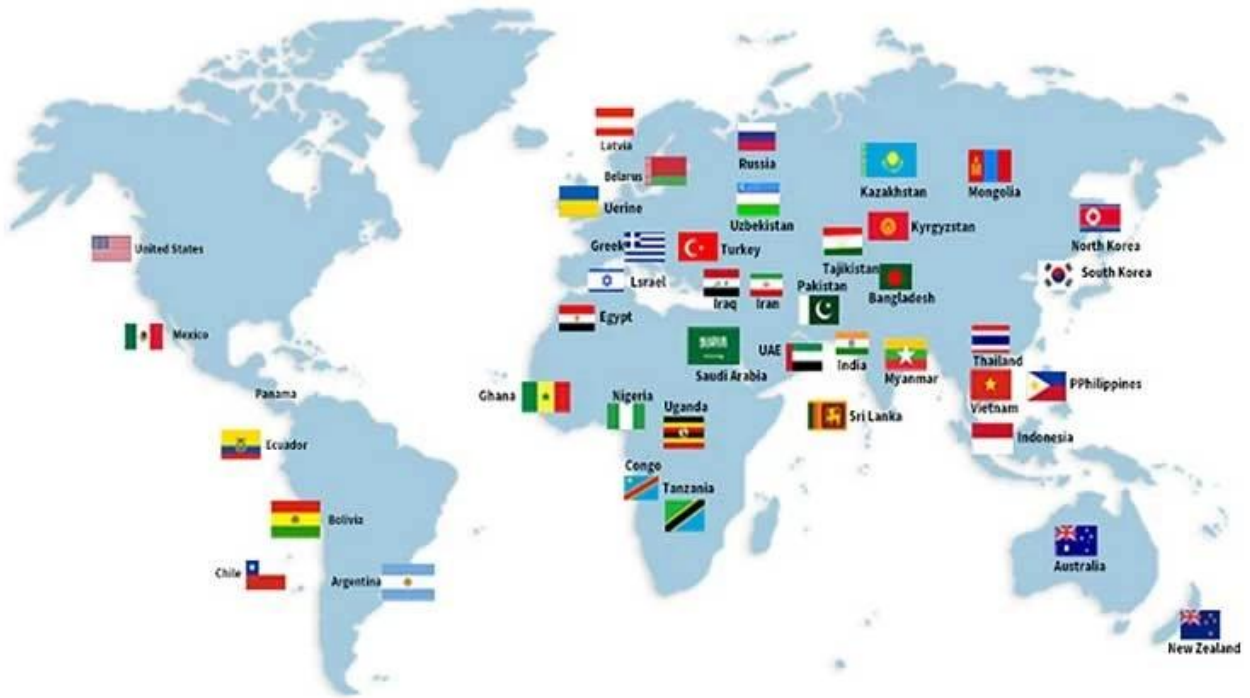 Latvia
Russia
Belarus
Kazakhstan
Mongolia
Uerine
Uzbekistan
Kyrgyzstan
United States
Greek
Turkey
Tajikistan
North Korea
South Korea
Lsrael
Iraq
Iran
Pakistan
Bangladesh
Egypt
Mexico
Saudi Arabia
UAE
India
Myanmar
Thailand
Panama
Ghana
Nigeria
Uganda
Sri Lanka
Vietnam
PPhilippines
Ecuador
Indonesia
Congo
Tanzania
Bolivia
Chile
Argentina
Australia
New Zealand